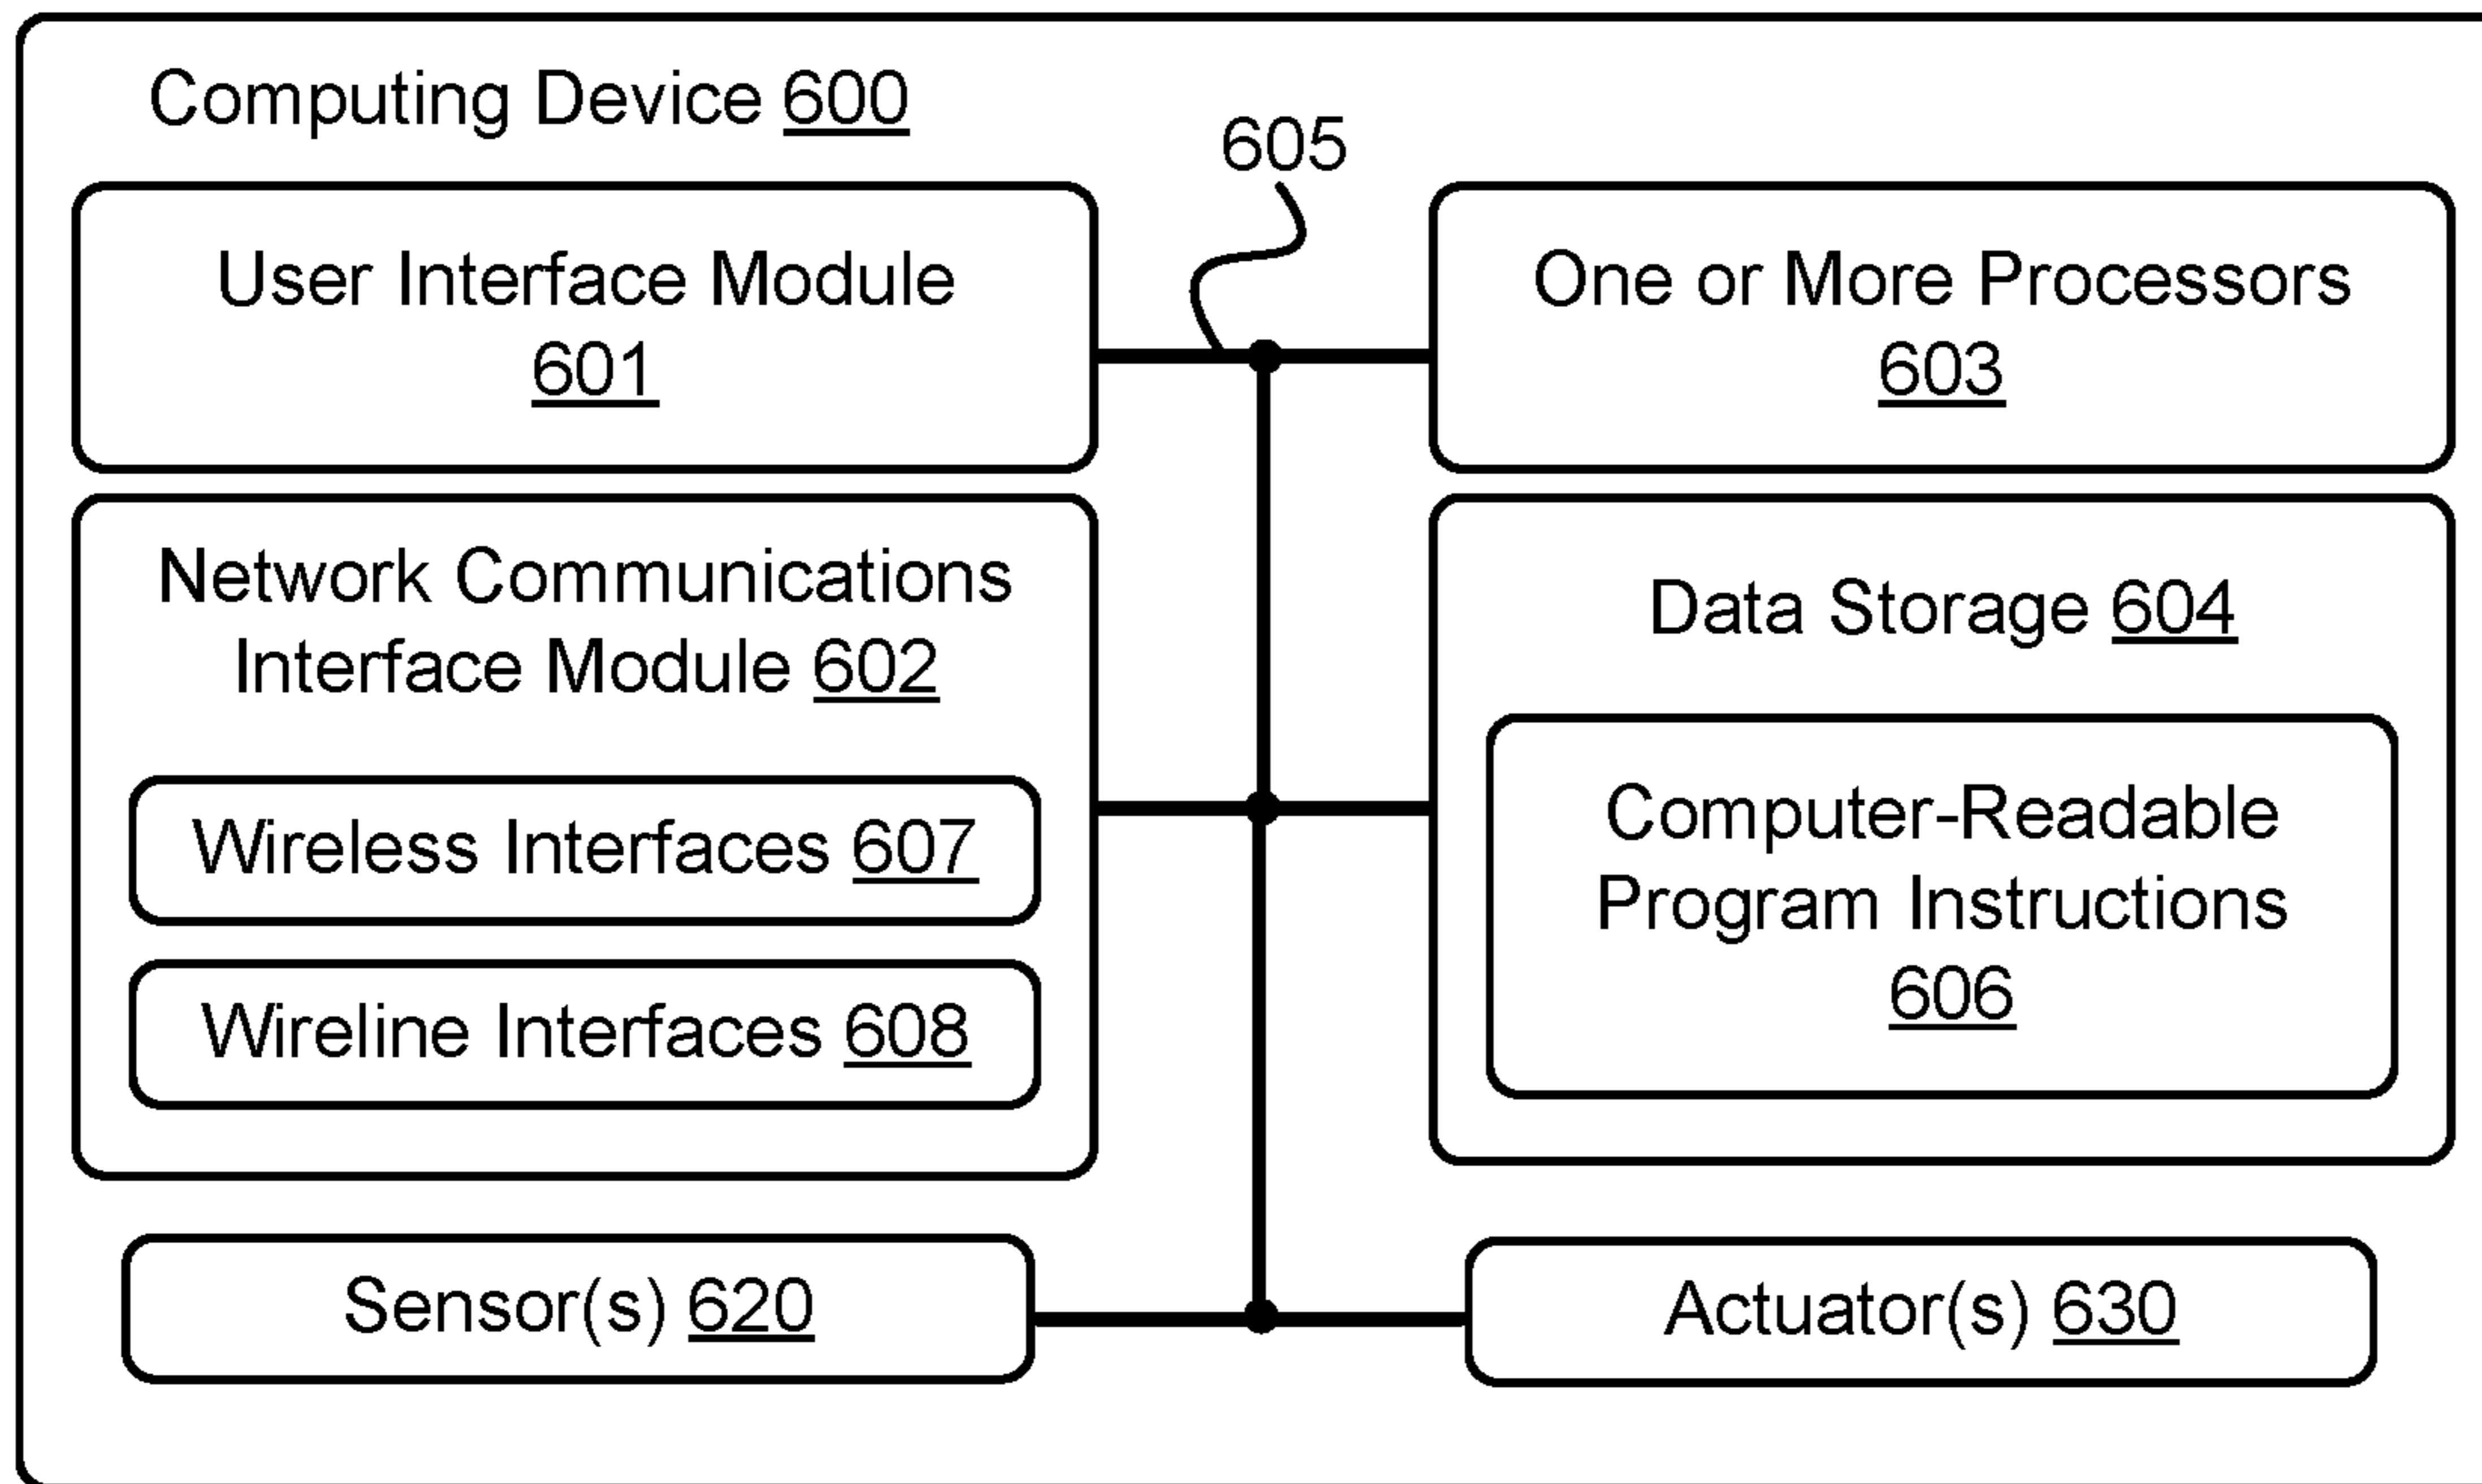 Computing Device 600
605
User Interface Module
601
One or More Processors
603
Network Communications
Interface Module 602
Wireless Interfaces 607
Wireline Interfaces 608
Data Storage 604
Computer-Readable
Program Instructions
606
Sensor(s) 620
Actuator(s) 630